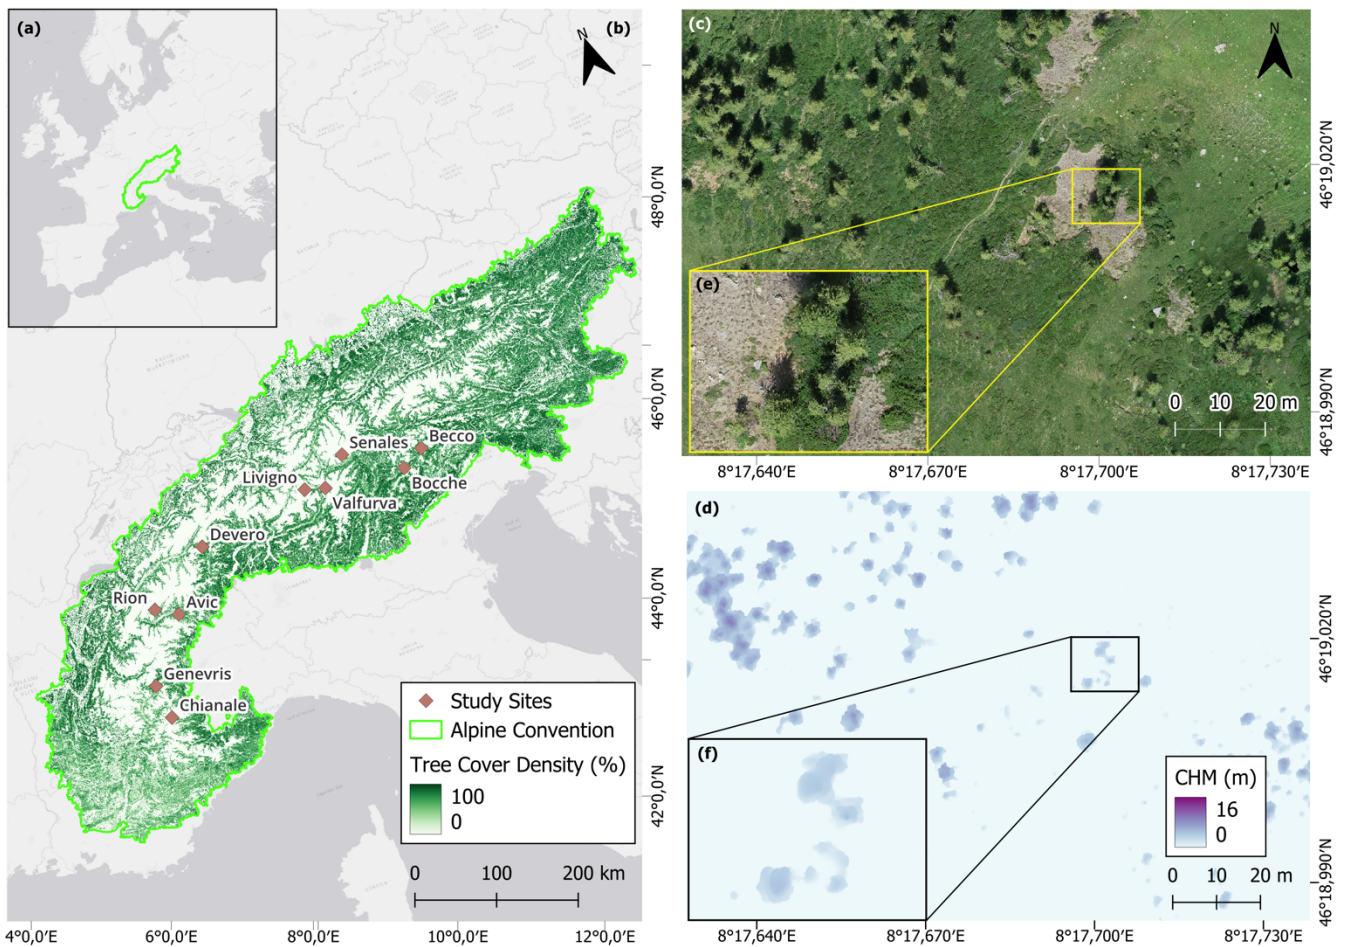 (a)
(b)
N
Senales
Becco
Livigno
Bocche
Valfurva
Devero
Rion
Avic
Genevris
Chianale
Study Sites
Alpine Convention
Tree Cover Density (%)
100
0
0 100 200 km
48°0,0′N
46°0,0′N
44°0,0′N
42°0,0′N
4°0,0′E 6°0,0′E 8°0,0′E 10°0,0′E 12°0,0′E
(c)
N
(e)
0 10 20 m
46°19,020′N
46°18,990′N
8°17,640′E 8°17,670′E 8°17,700′E 8°17,730′E
(d)
(f)
CHM (m)
16
0
0 10 20 m
46°19,020′N
46°18,990′N
8°17,640′E 8°17,670′E 8°17,700′E 8°17,730′E